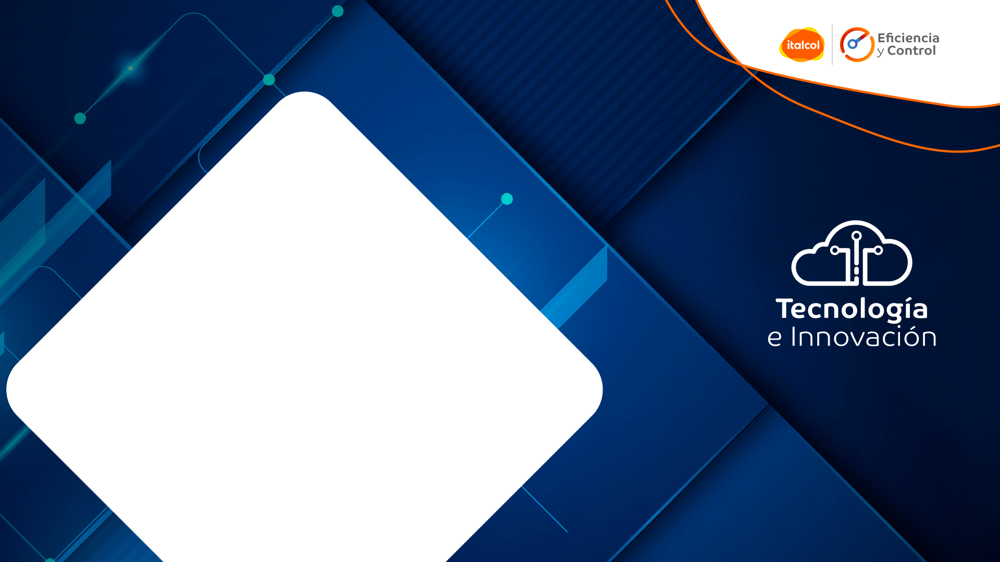 italcol
Eficiencia
y Control
Tecnología
e Innovación